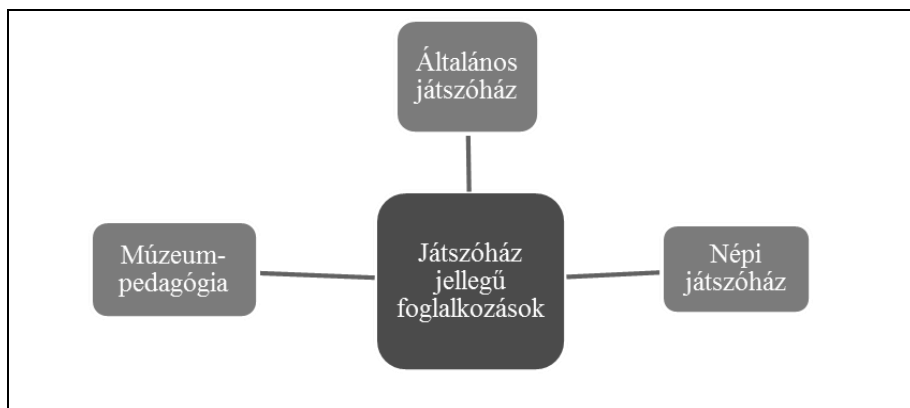 Általános
játszóház
Múzeum-
pedagógia
Játszóház
jellegű
foglalkozások
Népi
játszóház